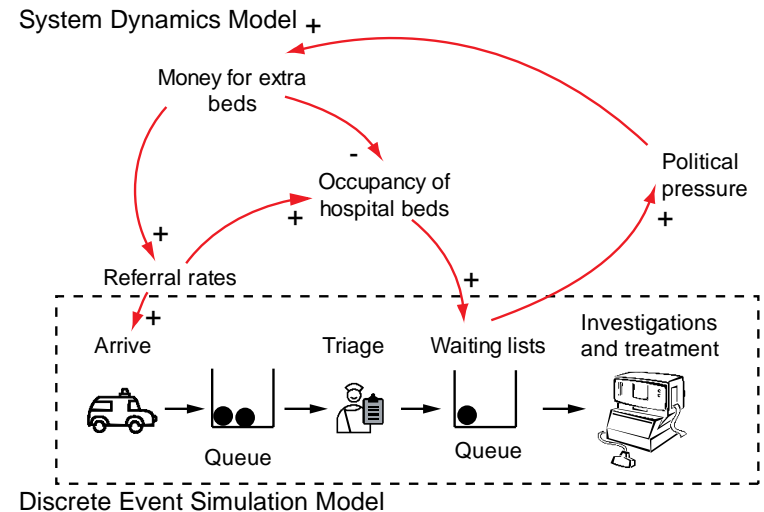 System Dynamics Model +
Money for extra
beds
-
Occupancy of
hospital beds
Political
pressure
+
+
+
Referral rates
+
+
Arrive
Triage
Waiting lists
Investigations
and treatment
Queue
Queue
Discrete Event Simulation Model